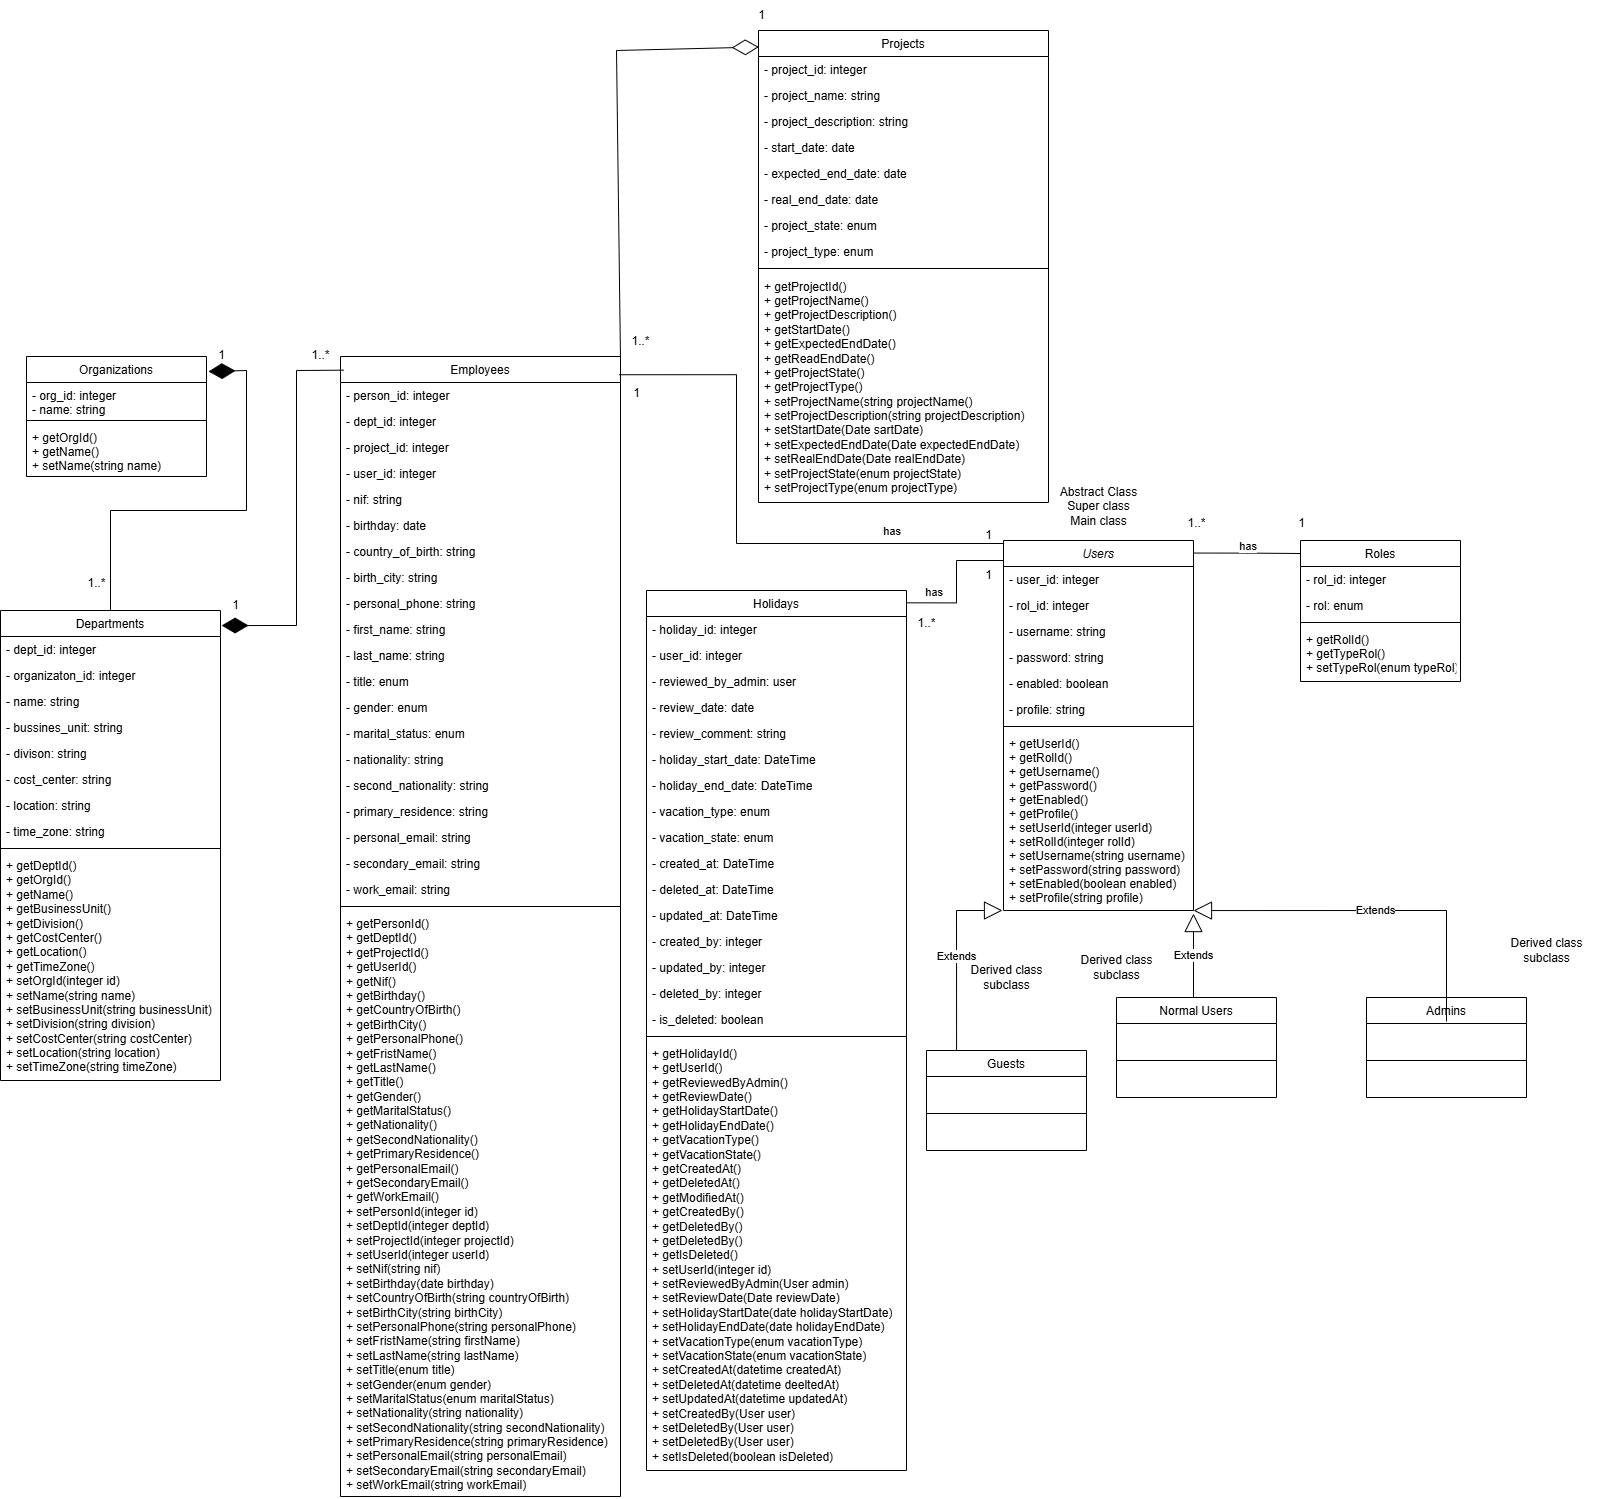 1
Projects
- project_id: integer
- project_name: string
- project_description: string
- start_date: date
- expected_end_date: date
- real_end_date: date
- project_state: enum
- project_type: enum
+ getProjectId()
+ getProjectName()
+ getProjectDescription()
+ getStartDate()
+ getExpectedEndDate()
+ getReadEndDate()
+ getProjectState()
+ getProjectType()
+ setProjectName(string projectName()
+ setProjectDescription(string projectDescription)
+ setStartDate(Date sartDate)
+ setExpectedEndDate(Date expectedEndDate)
+ setRealEndDate(Date realEndDate)
+ setProjectState(enum projectState)
+ setProjectType(enum projectType)
1
Organizations
- org_id: integer
- name: string
+ getOrgId()
+ getName()
+ setName(string name)
1..*
1
Departments
- dept_id: integer
- organizaton_id: integer
- name: string
- bussines_unit: string
- divison: string
- cost_center: string
- location: string
- time_zone: string
+ getDeptId()
+ getOrgId()
+ getName()
+ getBusinessUnit()
+ getDivision()
+ getCostCenter()
+ getLocation()
+ getTimeZone()
+ setOrgId(integer id)
+ setName(string name)
+ setBusinessUnit(string businessUnit)
+ setDivision(string division)
+ setCostCenter(string costCenter)
+ setLocation(string location)
+ setTimeZone(string timeZone)
1..*
1..*
1
Employees
- person_id: integer
- dept_id: integer
- project_id: integer
- user_id: integer
- nif: string
- birthday: date
- country_of_birth: string
- birth_city: string
- personal_phone: string
- first_name: string
- last_name: string
- title: enum
- gender: enum
- marital_status: enum
- nationality: string
- second_nationality: string
- primary_residence: string
- personal_email: string
- secondary_email: string
- work_email: string
+ getPersonId()
+ getDeptId()
+ getProjectId()
+ getUserId()
+ getNif()
+ getBirthday()
+ getCountryOfBirth()
+ getBirthCity()
+ getPersonalPhone()
+ getFristName()
+ getLastName()
+ getTitle()
+ getGender()
+ getMaritalStatus()
+ getNationality()
+ getSecondNationality()
+ getPrimaryResidence()
+ getPersonalEmail()
+ getSecondaryEmail()
+ getWorkEmail()
+ setPersonId(integer id)
+ setDeptId(integer deptId)
+ setProjectId(integer projectId)
+ setUserId(integer userId)
+ setNif(string nif)
+ setBirthday(date birthday)
+ setCountryOfBirth(string countryOfBirth)
+ setBirthCity(string birthCity)
+ setPersonalPhone(string personalPhone)
+ setFristName(string firstName)
+ setLastName(string lastName)
+ setTitle(enum title)
+ setGender(enum gender)
+ setMaritalStatus(enum maritalStatus)
+ setNationality(string nationality)
+ setSecondNationality(string secondNationality)
+ setPrimaryResidence(string primaryResidence)
+ setPersonalEmail(string personalEmail)
+ setSecondaryEmail(string secondaryEmail)
+ setWorkEmail(string workEmail)
has
1
has
1
1..*
Holidays
- holiday_id: integer
- user_id: integer
- reviewed_by_admin: user
- review_date: date
- review_comment: string
- holiday_start_date: DateTime
- holiday_end_date: DateTime
- vacation_type: enum
- vacation_state: enum
- created_at: DateTime
- deleted_at: DateTime
- updated_at: DateTime
- created_by: integer
- updated_by: integer
- deleted_by: integer
- is_deleted: boolean
+ getHolidayId()
+ getUserId()
+ getReviewedByAdmin()
+ getReviewDate()
+ getHolidayStartDate()
+ getHolidayEndDate()
+ getVacationType()
+ getVacationState()
+ getCreatedAt()
+ getDeletedAt()
+ getModifiedAt()
+ getCreatedBy()
+ getDeletedBy()
+ getDeletedBy()
+ getIsDeleted()
+ setUserId(integer id)
+ setReviewedByAdmin(User admin)
+ setReviewDate(Date reviewDate)
+ setHolidayStartDate(date holidayStartDate)
+ setHolidayEndDate(date holidayEndDate)
+ setVacationType(enum vacationType)
+ setVacationState(enum vacationState)
+ setCreatedAt(datetime createdAt)
+ setDeletedAt(datetime deeltedAt)
+ setUpdatedAt(datetime updatedAt)
+ setCreatedBy(User user)
+ setDeletedBy(User user)
+ setDeletedBy(User user)
+ setIsDeleted(boolean isDeleted)
Abstract Class
Super class
Main class
Users
- user_id: integer
- rol_id: integer
- username: string
- password: string
- enabled: boolean
- profile: string
+ getUserId()
+ getRolId()
+ getUsername()
+ getPassword()
+ getEnabled()
+ getProfile()
+ setUserId(integer userId)
+ setRolId(integer rolId)
+ setUsername(string username)
+ setPassword(string password)
+ setEnabled(boolean enabled)
+ setProfile(string profile)
1..*
has
1
Roles
- rol_id: integer
- rol: enum
+ getRolId()
+ getTypeRol()
+ setTypeRol(enum typeRol)
Extends
Derived class
subclass
Guests
Derived class
subclass
Extends
Normal Users
Extends
Derived class
subclass
Admins